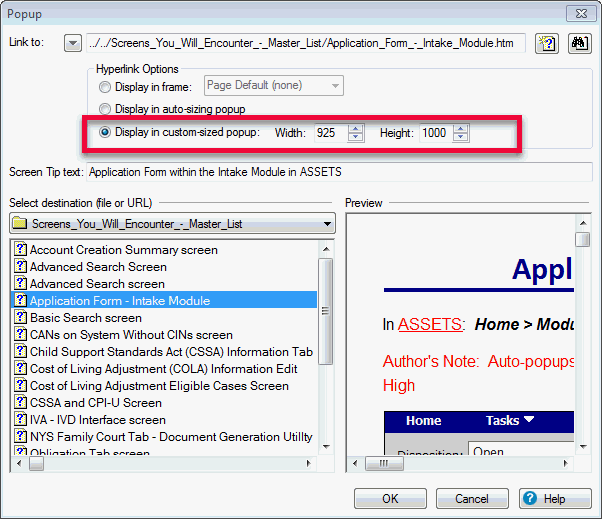 Popup
Link to: ../../Screens_You_Will_Encounter_-_Master_List/Application_Form_-_Intake_Module.htm
Hyperlink Options
Display in frame: Page Default (none)
Display in auto-sizing popup
Display in custom-sized popup: Width: 925 Height: 1000
Screen Tip text: Application Form within the Intake Module in ASSETS
Select destination (file or URL) Preview
Screens_You_Will_Encounter_-_Master_List
Account Creation Summary screen
Advanced Search Screen
Advanced Search screen
Application Form - Intake Module
Basic Search screen
CANs on System Without CINs screen
Child Support Standards Act (CSSA) Information Tab
Cost of Living Adjustment (COLA) Information Edit
Cost of Living Adjustment Eligible Cases Screen
CSSA and CPI-U Screen
IVA - IVD Interface screen
NYS Family Court Tab - Document Generation Utility
Obligation Tab screen
Appl
In ASSETS: Home > Modu
Author's Note: Auto-popups
High
Home Tasks
Disposition: Open
OK Cancel Help